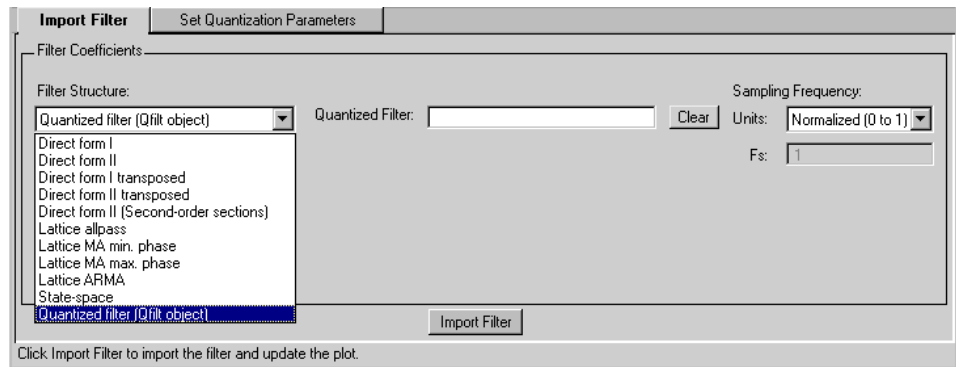 Import Filter
Set Quantization Parameters
Filter Coefficients
Filter Structure:
Quantized filter (Qfilt object)
Direct form I
Direct form II
Direct form I transposed
Direct form II transposed
Direct form II (Second-order sections)
Lattice allpass
Lattice MA min. phase
Lattice MA max. phase
Lattice ARMA
State-space
Quantized filter (Qfilt object)
Quantized Filter:
Clear
Sampling Frequency:
Units:
Normalized (0 to 1)
Fs:
1
Import Filter
Click Import Filter to import the filter and update the plot.